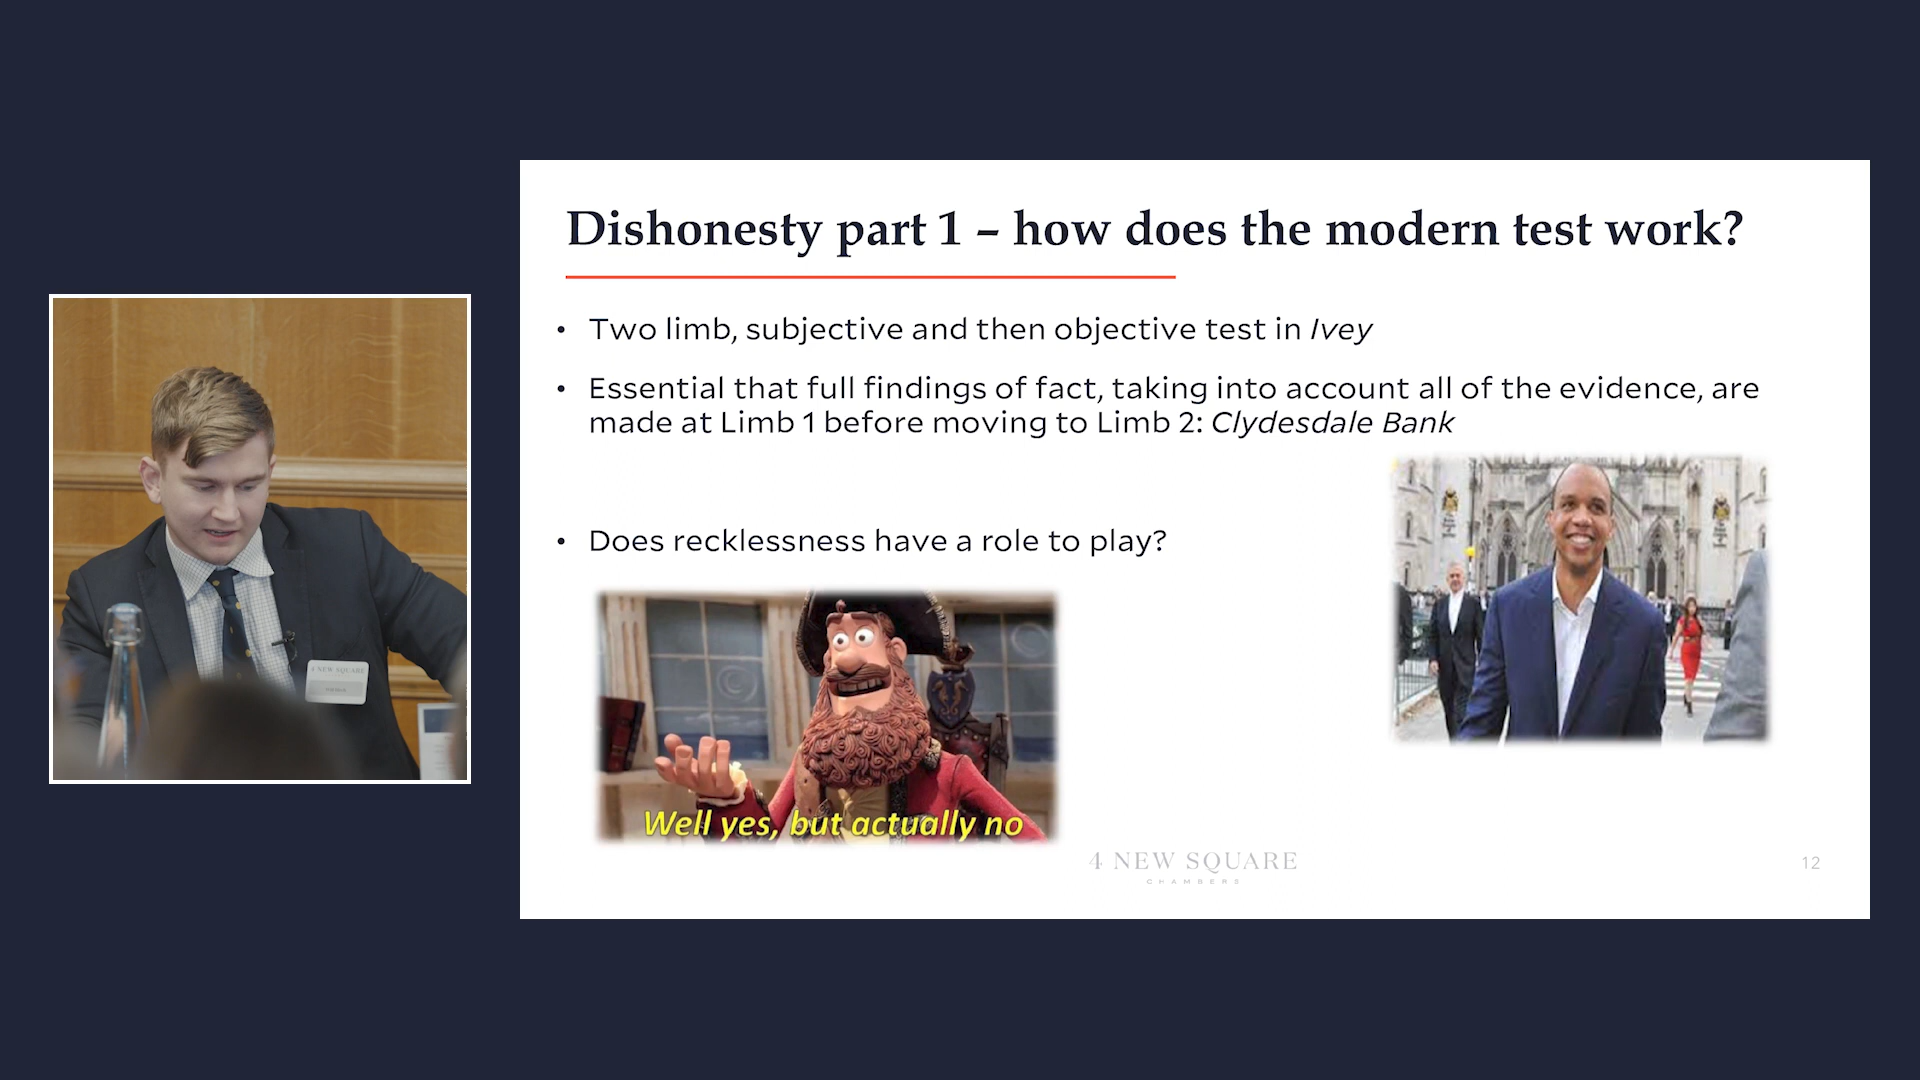 Dishonesty part 1 – how does the modern test work?
• Two limb, subjective and then objective test in Ivey
• Essential that full findings of fact, taking into account all of the evidence, are
made at Limb 1 before moving to Limb 2: Clydesdale Bank
• Does recklessness have a role to play?
Well yes, but actually no
4 NEW SQUARE
CHAMBERS
12
4 NEW SQUARE